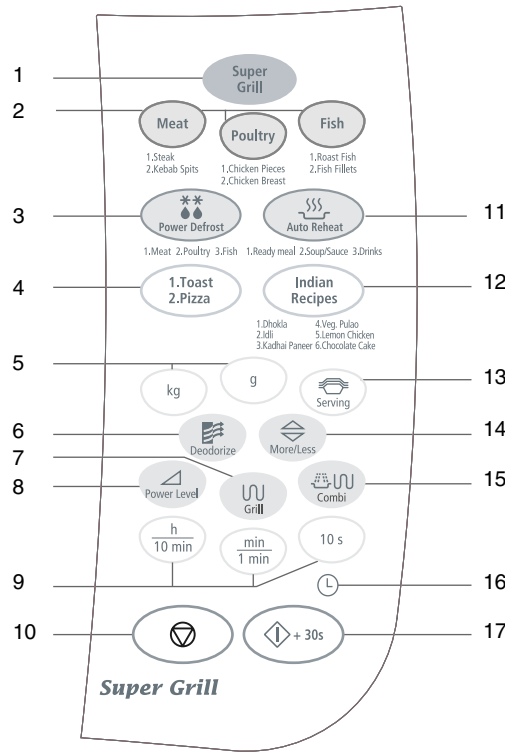 1
Super
Grill
2
Meat
Poultry
Fish
1.Steak
2.Kebab Spits
1.Chicken Pieces
2.Chicken Breast
1.Roast Fish
2.Fish Fillets
3
Power Defrost
Auto Reheat
11
1.Meat 2.Poultry 3.Fish
1.Ready meal 2.Soup/Sauce 3.Drinks
4
1.Toast
2.Pizza
Indian
Recipes
12
1.Dhokla 4.Veg. Pulao
2.Idli 5.Lemon Chicken
3.Kadhai Paneer 6.Chocolate Cake
5
kg
g
Serving
13
6
Deodorize
More/Less
14
7
8
Power Level
Grill
Combi
15
h
10 min
min
1 min
10 s
9
16
10
+ 30s
17
Super Grill